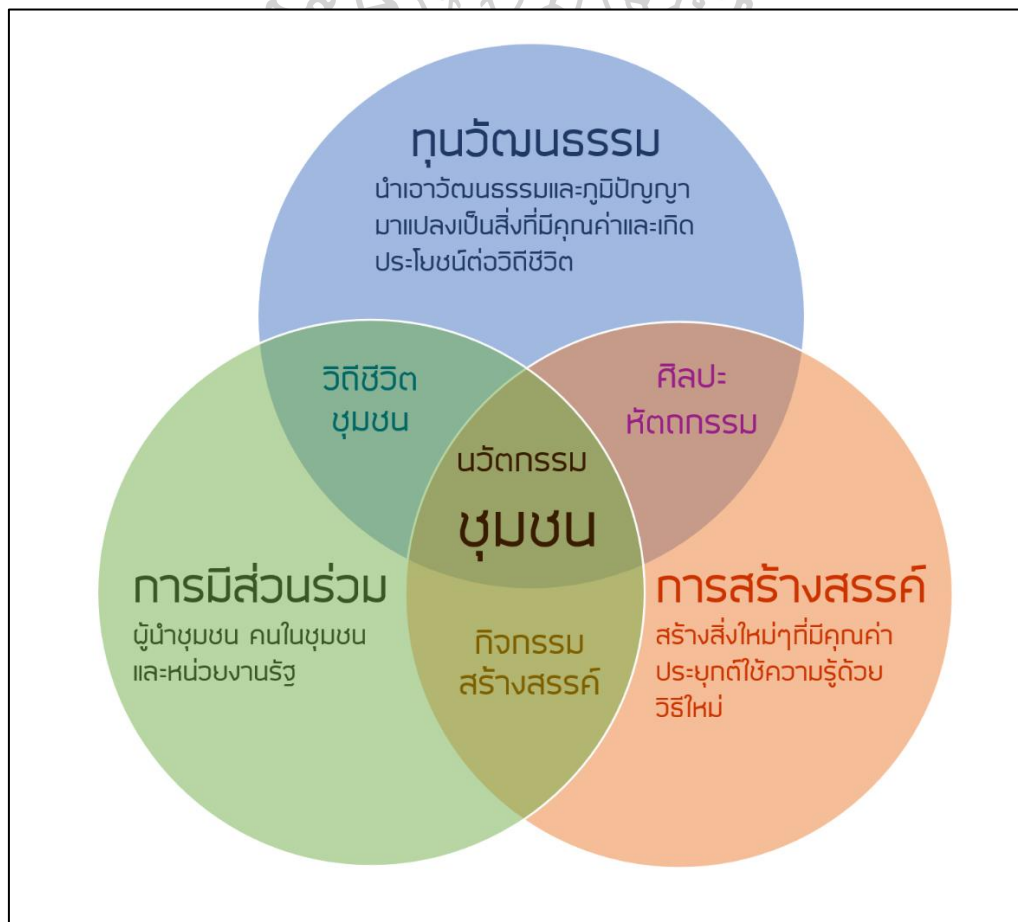 ทุนวัฒนธรรม
นำเอาวัฒนธรรมและภูมิปัญญา
มาแปลงเป็นสิ่งที่มีคุณค่าและเกิด
ประโยชน์ต่อวิถีชีวิต
วิถีชีวิต
ชุมชน
ศิลปะ
หัตถกรรม
นวัตกรรม
ชุมชน
การมีส่วนร่วม
ผู้นำชุมชน คนในชุมชน
และหน่วยงานรัฐ
กิจกรรม
สร้างสรรค์
การสร้างสรรค์
สร้างสิ่งใหม่ๆที่มีคุณค่า
ประยุกต์ใช้ความรู้ด้วย
วิธีใหม่